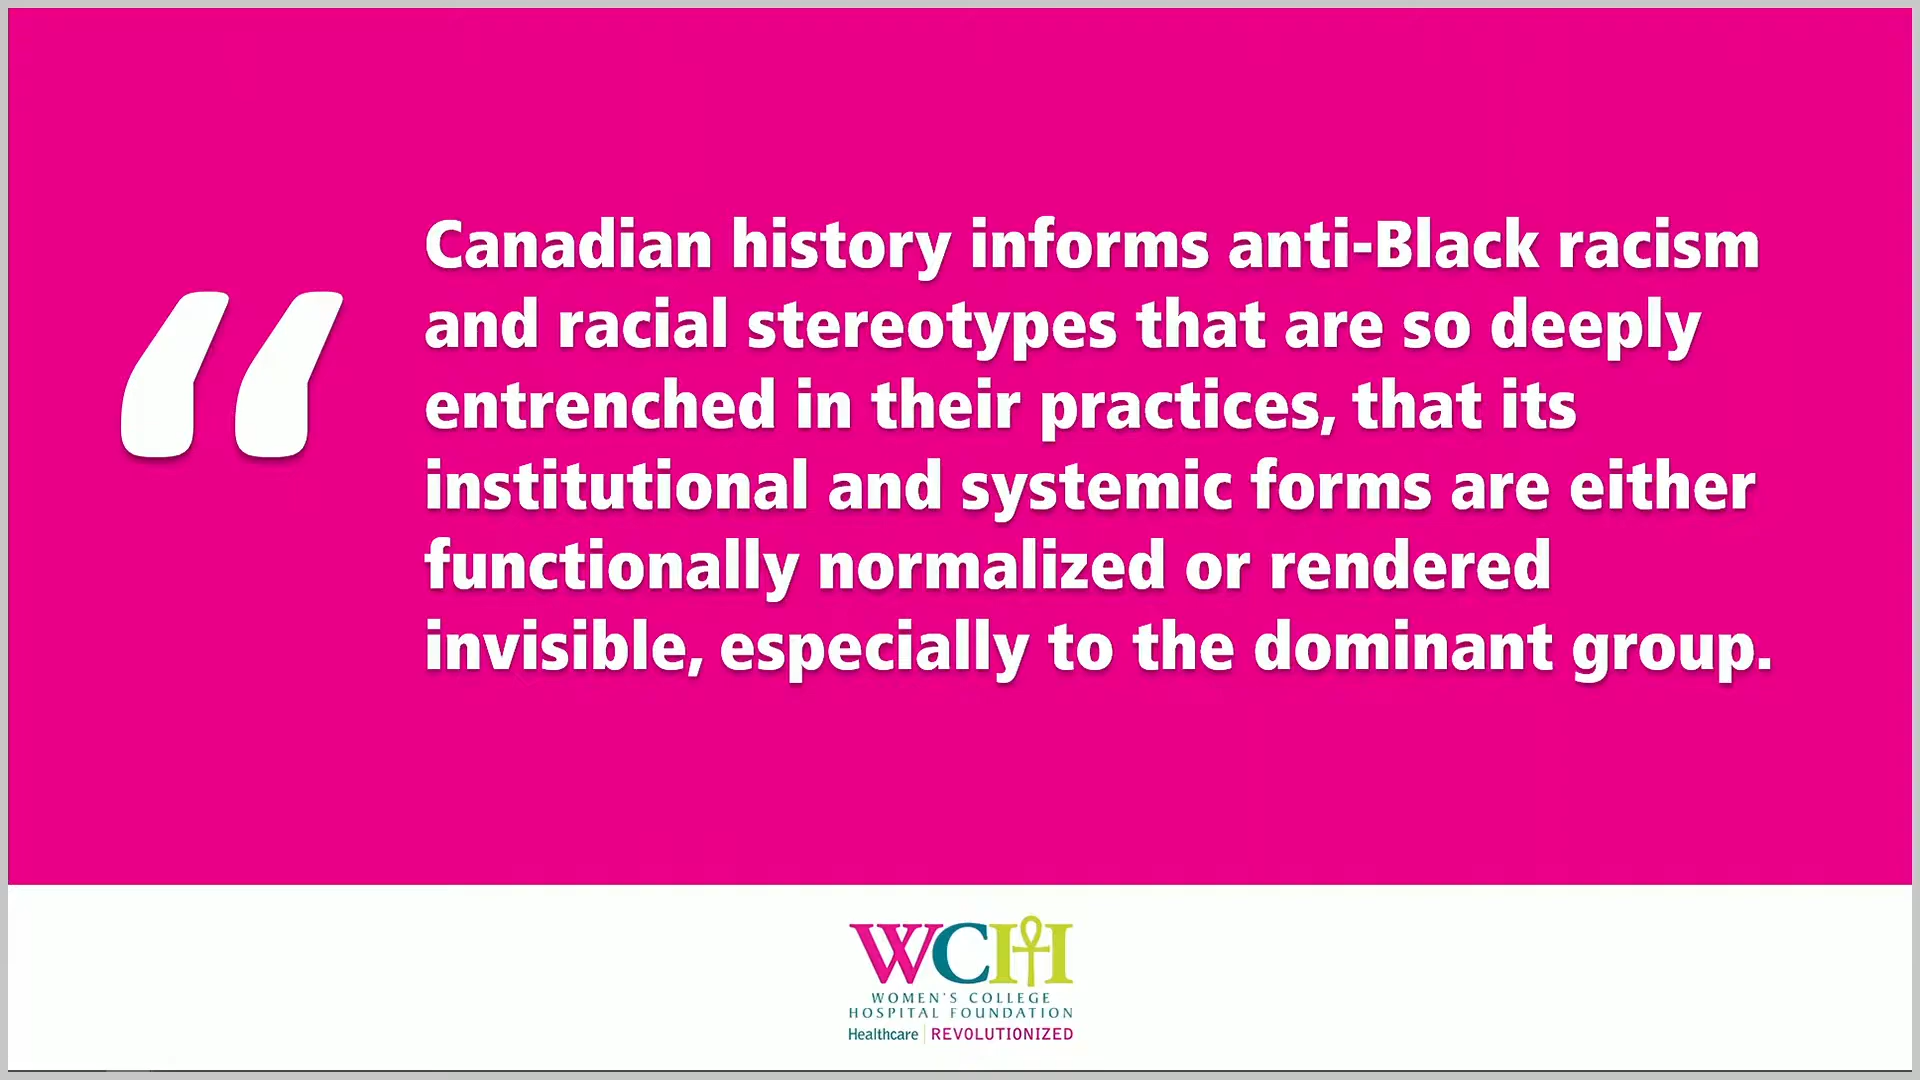 “
Canadian history informs anti-Black racism
and racial stereotypes that are so deeply
entrenched in their practices, that its
institutional and systemic forms are either
functionally normalized or rendered
invisible, especially to the dominant group.
WCH
WOMEN'S COLLEGE
HOSPITAL FOUNDATION
Healthcare | REVOLUTIONIZED